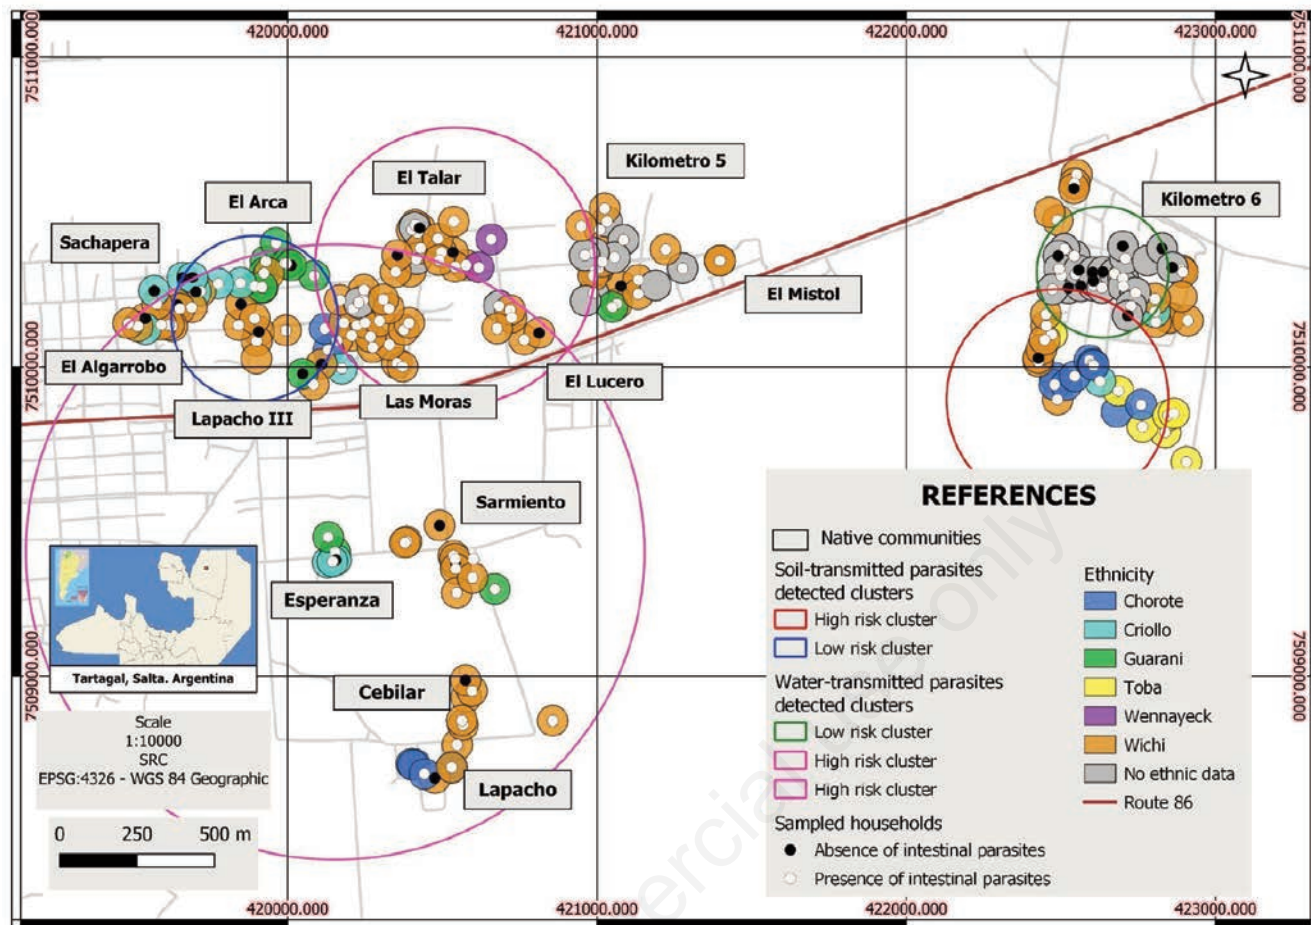 420000.000
421000.000
422000.000
423000.000
7511000.000
7511000.000
Kilometro 5
El Talar
El Arca
Kilometro 6
Sachapera
El Mistol
El Algarrobo
El Lucero
Las Moras
Lapacho III
7510000.000
7510000.000
Sarmiento
Esperanza
Cebilar
Lapacho
7509000.000
7509000.000
Tartagal, Salta. Argentina
Scale
1:10000
SRC
EPSG:4326 - WGS 84 Geographic
0 250 500 m
REFERENCES
Native communities
Soil-transmitted parasites
detected clusters
High risk cluster
Low risk cluster
Water-transmitted parasites
detected clusters
Low risk cluster
High risk cluster
High risk cluster
Sampled households
Absence of intestinal parasites
Presence of intestinal parasites
Ethnicity
Chorote
Criollo
Guarani
Toba
Wennayeck
Wichi
No ethnic data
Route 86
420000.000
421000.000
422000.000
423000.000
only